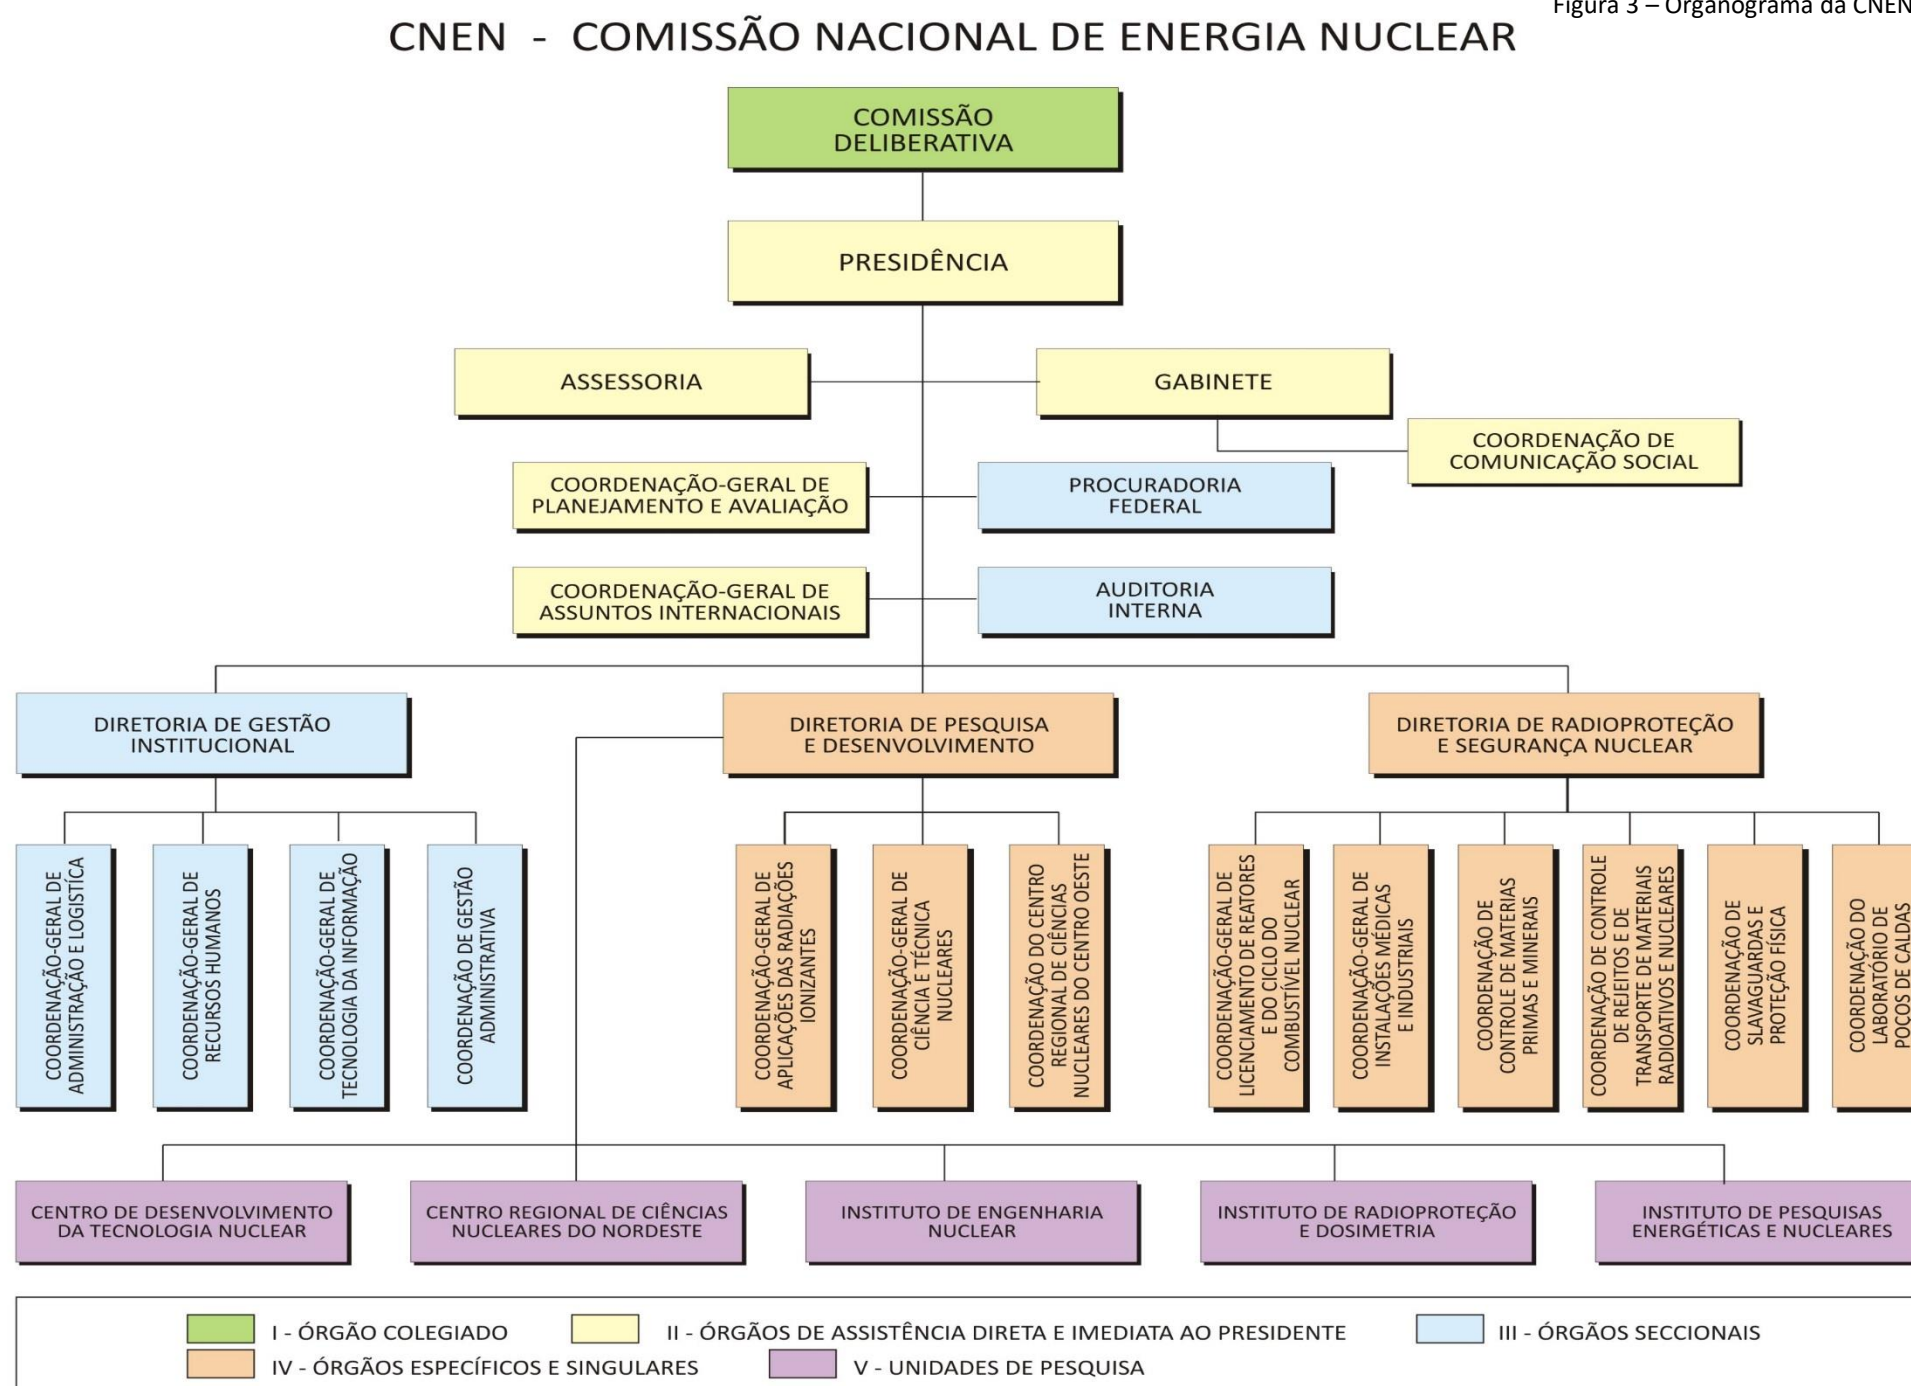 Figura 3 – Organograma da CNEN
CNEN - COMISSÃO NACIONAL DE ENERGIA NUCLEAR
COMISSÃO
DELIBERATIVA
PRESIDÊNCIA
ASSESSORIA
GABINETE
COORDENAÇÃO DE
COMUNICAÇÃO SOCIAL
COORDENAÇÃO-GERAL DE
PLANEJAMENTO E AVALIAÇÃO
PROCURADORIA
FEDERAL
COORDENAÇÃO-GERAL DE
ASSUNTOS INTERNACIONAIS
AUDITORIA
INTERNA
DIRETORIA DE GESTÃO
INSTITUCIONAL
DIRETORIA DE PESQUISA
E DESENVOLVIMENTO
DIRETORIA DE RADIOPROTEÇÃO
E SEGURANÇA NUCLEAR
COORDENAÇÃO-GERAL DE
ADMINISTRAÇÃO E LOGISTÍCA
COORDENAÇÃO-GERAL DE
RECURSOS HUMANOS
COORDENAÇÃO-GERAL DE
TECNOLOGIA DA INFORMAÇÃO
COORDENAÇÃO DE GESTÃO
ADMINISTRATIVA
COORDENAÇÃO-GERAL DE
APLICAÇÕES DAS RADIAÇÕES
IONIZANTES
COORDENAÇÃO-GERAL DE
CIÊNCIA E TÉCNICA
NUCLEARES
COORDENAÇÃO DO CENTRO
REGIONAL DE CIÊNCIAS
NUCLEARES DO CENTRO OESTE
COORDENAÇÃO-GERAL DE
LICENCIAMENTO DE REATORES
E DO CICLO DO
COMBUSTÍVEL NUCLEAR
COORDENAÇÃO-GERAL DE
INSTALAÇÕES MÉDICAS
E INDUSTRIAIS
COORDENAÇÃO DE
CONTROLE DE MATERIAS
PRIMAS E MINERAIS
COORDENAÇÃO DE CONTROLE
DE REJEITOS E DE
TRANSPORTE DE MATERIAIS
RADIOATIVOS E NUCLEARES
COORDENAÇÃO DE
SLAVAGUARDAS E
PROTEÇÃO FÍSICA
COORDENAÇÃO DO
LABORATÓRIO DE
POÇOS DE CALDAS
CENTRO DE DESENVOLVIMENTO
DA TECNOLOGIA NUCLEAR
CENTRO REGIONAL DE CIÊNCIAS
NUCLEARES DO NORDESTE
INSTITUTO DE ENGENHARIA
NUCLEAR
INSTITUTO DE RADIOPROTEÇÃO
E DOSIMETRIA
INSTITUTO DE PESQUISAS
ENERGÉTICAS E NUCLEARES
I - ÓRGÃO COLEGIADO
II - ÓRGÃOS DE ASSISTÊNCIA DIRETA E IMEDIATA AO PRESIDENTE
III - ÓRGÃOS SECCIONAIS
IV - ÓRGÃOS ESPECÍFICOS E SINGULARES
V - UNIDADES DE PESQUISA